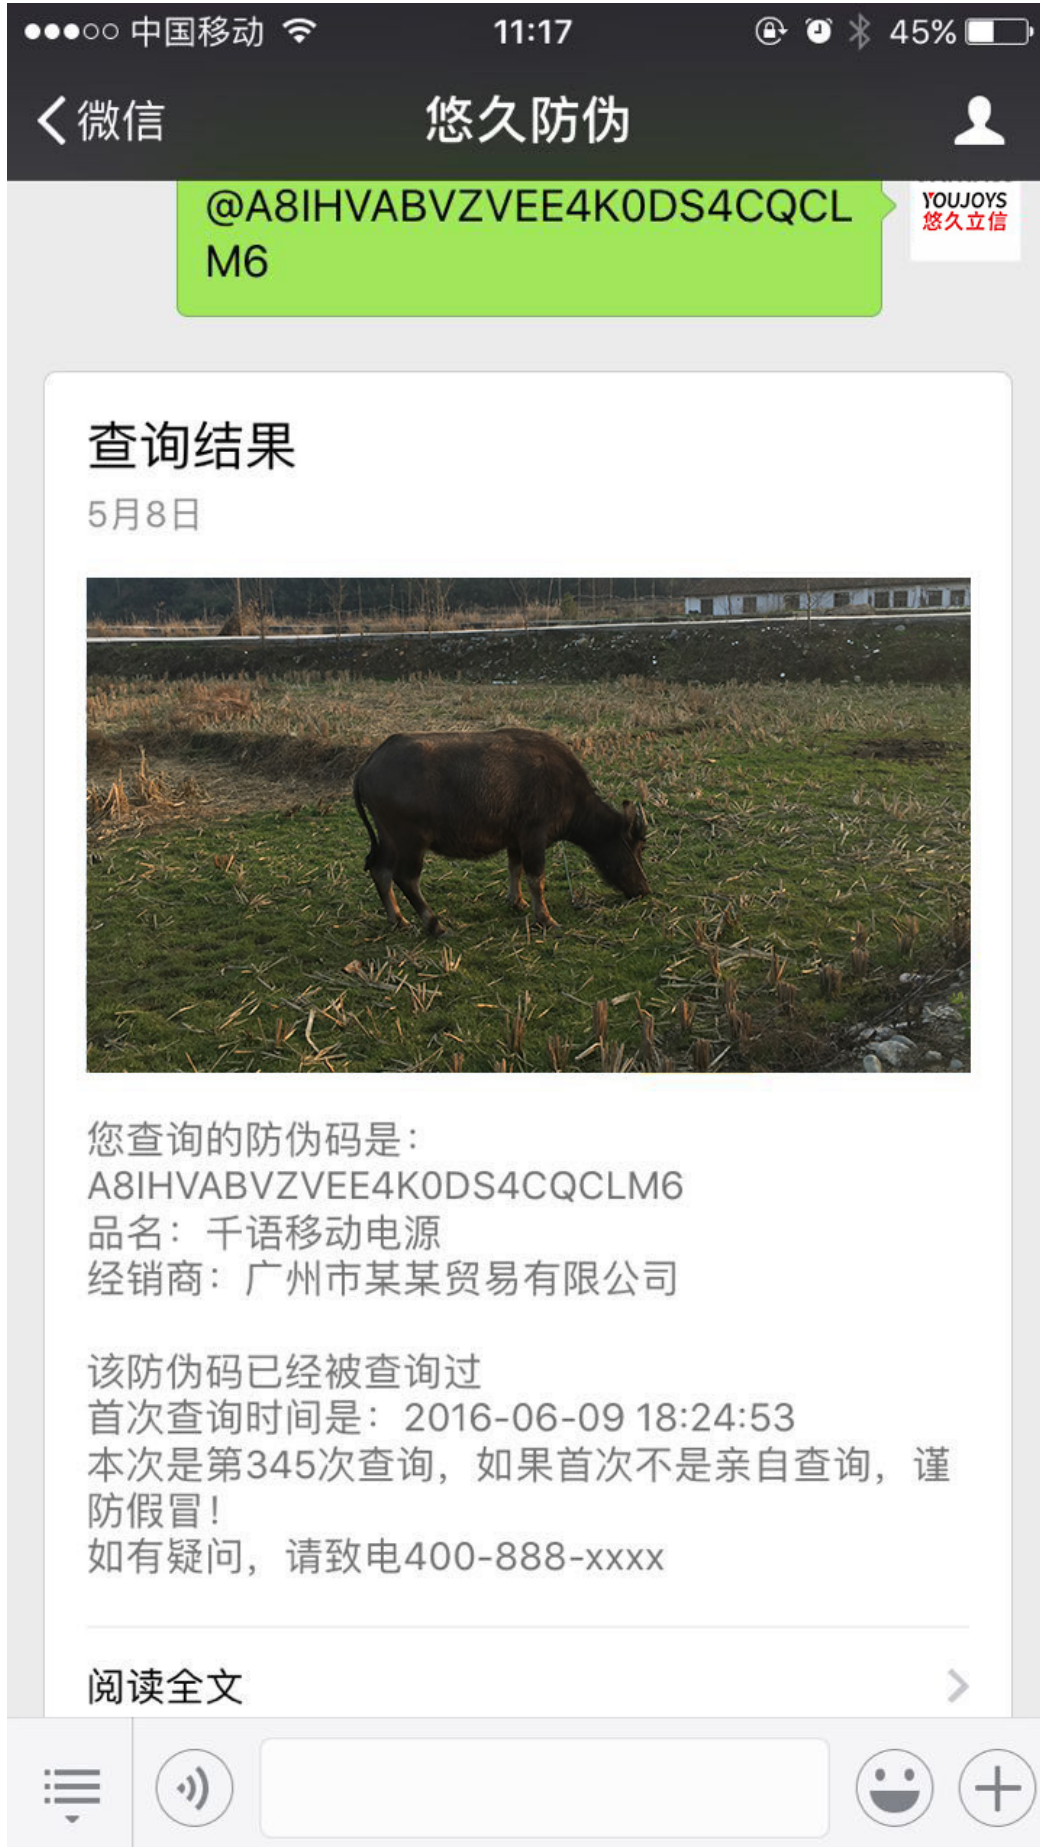 中国移动 11:17 45%
微信 悠久防伪
@A8IHVABVZVEE4K0DS4CQCL
M6
YOUJOYS
悠久立信
查询结果
5月8日
您查询的防伪码是：
A8IHVABVZVEE4K0DS4CQCLM6
品名：千语移动电源
经销商：广州市某某贸易有限公司
该防伪码已经被查询过
首次查询时间是：2016-06-09 18:24:53
本次是第345次查询，如果首次不是亲自查询，谨
防假冒！
如有疑问，请致电400-888-xxxx
阅读全文